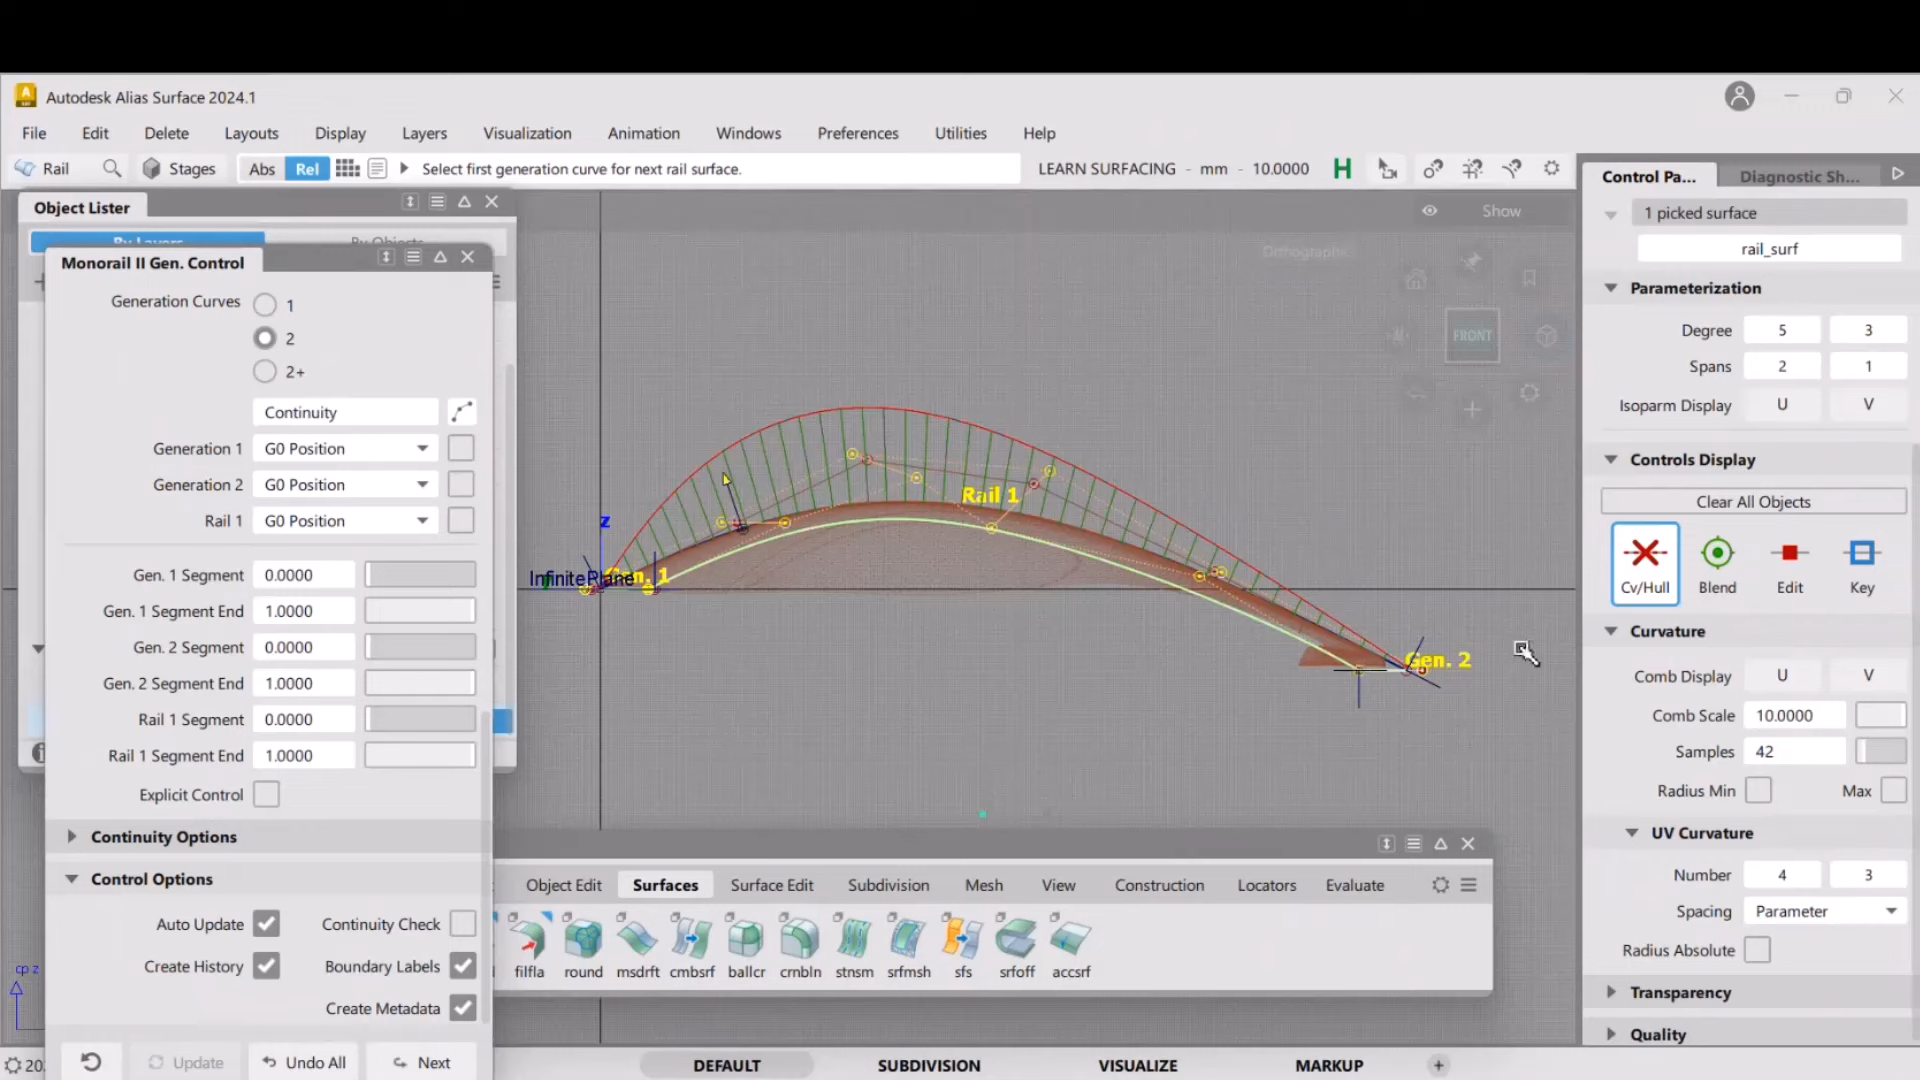 Autodesk Alias Surface 2024.1
File Edit Delete Layouts Display Layers Visualization Animation Windows Preferences Utilities Help
Rail Stages Abs Rel Select first generation curve for next rail surface. LEARN SURFACING - mm - 10.0000 H
Control Pa... Diagnostic Sh...
Object Lister
By Layers By Objects
Monorail II Gen. Control
Generation Curves 1
2
2+
Continuity
Generation 1 G0 Position
Generation 2 G0 Position
Rail 1 G0 Position
Gen. 1 Segment 0.0000
Gen. 1 Segment End 1.0000
Gen. 2 Segment 0.0000
Gen. 2 Segment End 1.0000
Rail 1 Segment 0.0000
Rail 1 Segment End 1.0000
Explicit Control
Continuity Options
Control Options
Auto Update Continuity Check
Create History Boundary Labels
Create Metadata
Update Undo All Next
Show
Orthographic
FRONT
Rail 1
z
InfinitePlane
Gen. 1
Gen. 2
cp z
Object Edit Surfaces Surface Edit Subdivision Mesh View Construction Locators Evaluate
filfla round msdrft cmbsrf ballcr crnbln stnsm srfmsh sfs srfoff accsrf
DEFAULT SUBDIVISION VISUALIZE MARKUP +
20
1 picked surface
rail_surf
Parameterization
Degree 5 3
Spans 2 1
Isoparm Display U V
Controls Display
Clear All Objects
Cv/Hull Blend Edit Key
Curvature
Comb Display U V
Comb Scale 10.0000
Samples 42
Radius Min Max
UV Curvature
Number 4 3
Spacing Parameter
Radius Absolute
Transparency
Quality